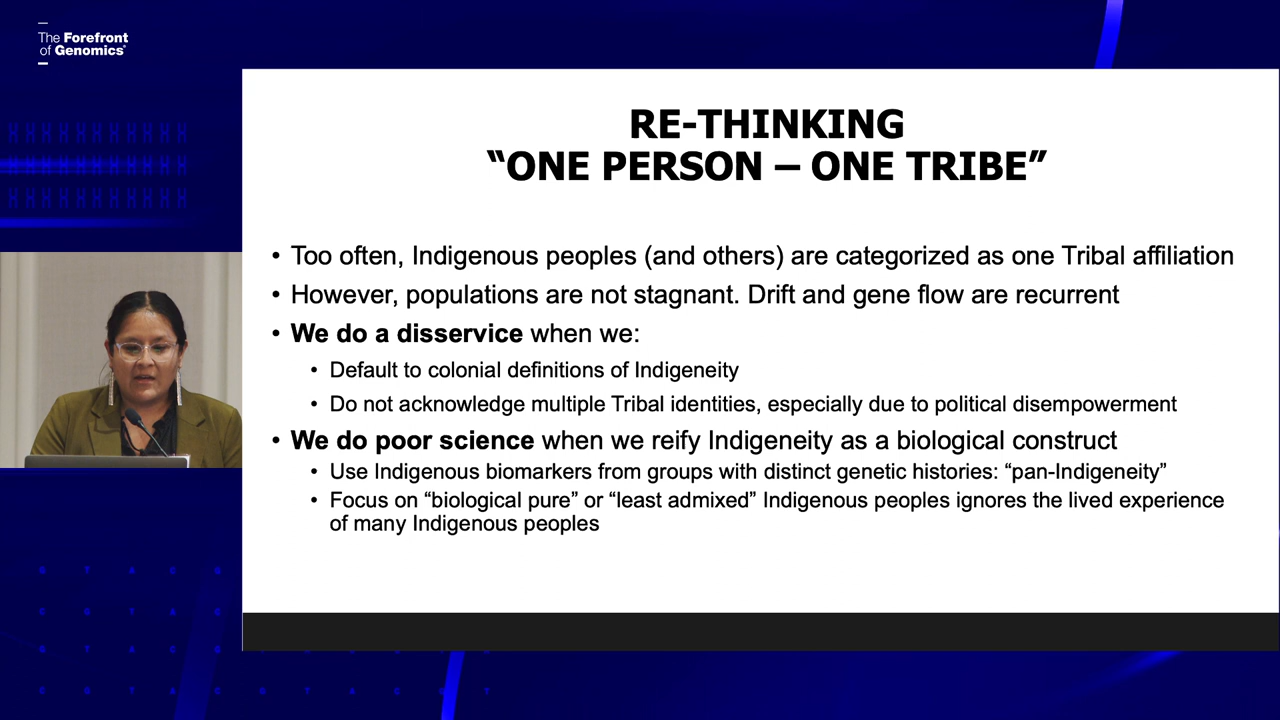 The Forefront
of Genomics®
RE-THINKING
“ONE PERSON – ONE TRIBE”
• Too often, Indigenous peoples (and others) are categorized as one Tribal affiliation
• However, populations are not stagnant. Drift and gene flow are recurrent
• We do a disservice when we:
• Default to colonial definitions of Indigeneity
• Do not acknowledge multiple Tribal identities, especially due to political disempowerment
• We do poor science when we reify Indigeneity as a biological construct
• Use Indigenous biomarkers from groups with distinct genetic histories: “pan-Indigeneity”
• Focus on “biological pure” or “least admixed” Indigenous peoples ignores the lived experience
of many Indigenous peoples